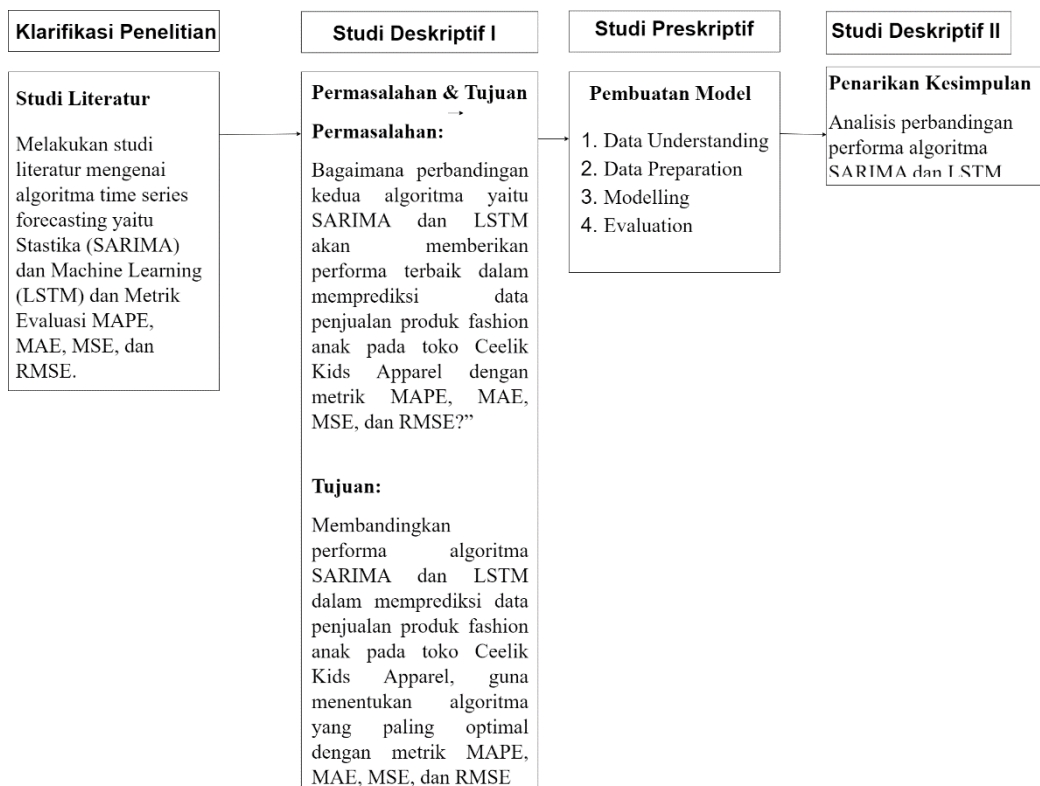 Klarifikasi Penelitian
Studi Deskriptif I
Studi Preskriptif
Studi Deskriptif II
Studi Literatur
Melakukan studi
literatur mengenai
algoritma time series
forecasting yaitu
Stastika (SARIMA)
dan Machine Learning
(LSTM) dan Metrik
Evaluasi MAPE,
MAE, MSE, dan
RMSE.
Permasalahan & Tujuan
Permasalahan:
Bagaimana perbandingan
kedua algoritma yaitu
SARIMA dan LSTM
akan memberikan
performa terbaik dalam
memprediksi data
penjualan produk fashion
anak pada toko Ceelik
Kids Apparel dengan
metrik MAPE, MAE,
MSE, dan RMSE?”
Tujuan:
Membandingkan
performa algoritma
SARIMA dan LSTM
dalam memprediksi data
penjualan produk fashion
anak pada toko Ceelik
Kids Apparel, guna
menentukan algoritma
yang paling optimal
dengan metrik MAPE,
MAE, MSE, dan RMSE
Pembuatan Model
1. Data Understanding
2. Data Preparation
3. Modelling
4. Evaluation
Penarikan Kesimpulan
Analisis perbandingan
performa algoritma
SARIMA dan LSTM